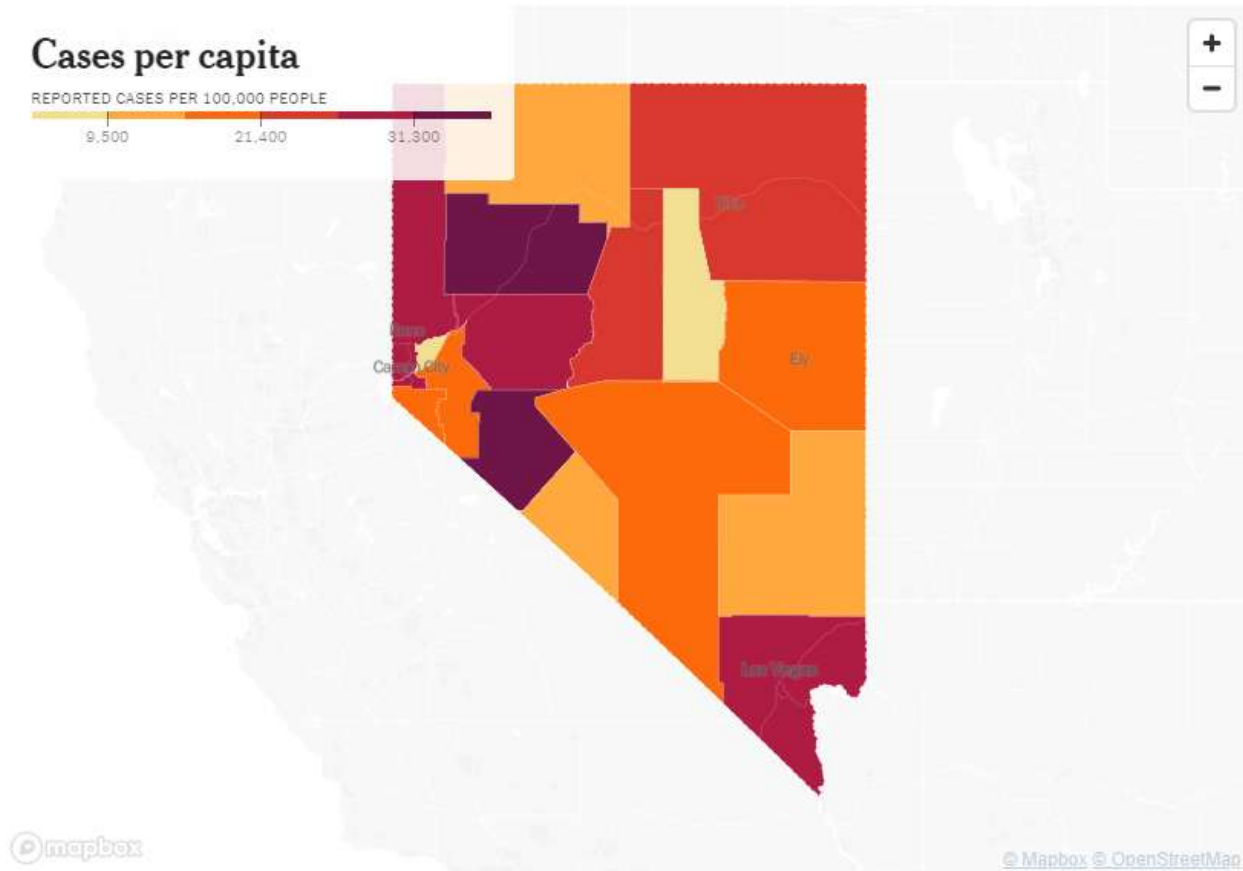 Cases per capita
REPORTED CASES PER 100,000 PEOPLE
9,500
21,400
31,300
+
−
Elko
Reno
Carson City
Ely
Las Vegas
mapbox
© Mapbox © OpenStreetMap